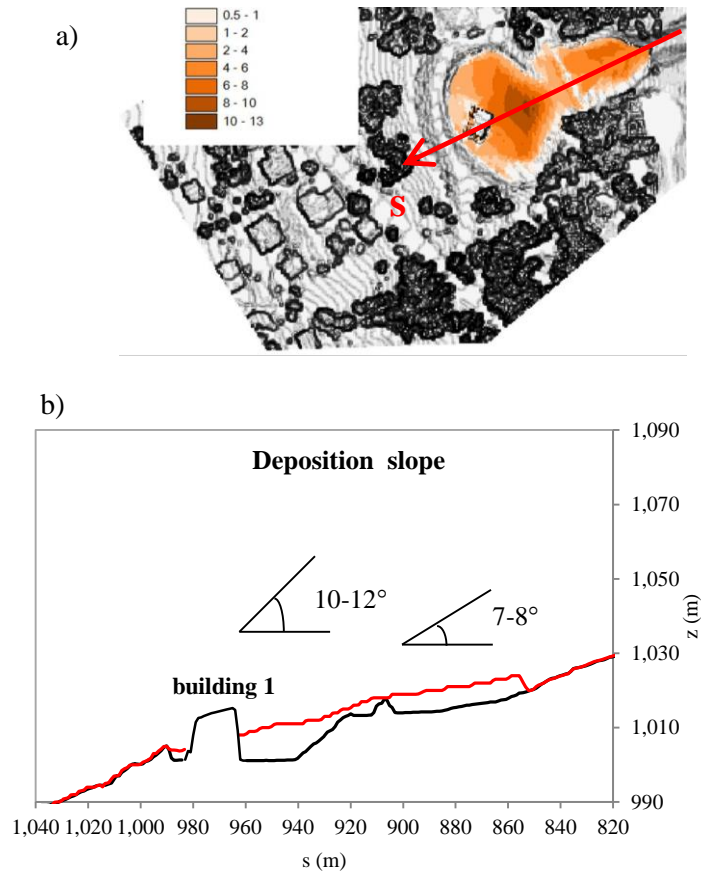 a)
0.5 - 1
1 - 2
2 - 4
4 - 6
6 - 8
8 - 10
10 - 13
s
b)
Deposition slope
1,090
1,070
1,050
1,030
1,010
990
z (m)
10-12°
7-8°
building 1
1,040 1,020 1,000 980 960 940 920 900 880 860 840 820
s (m)